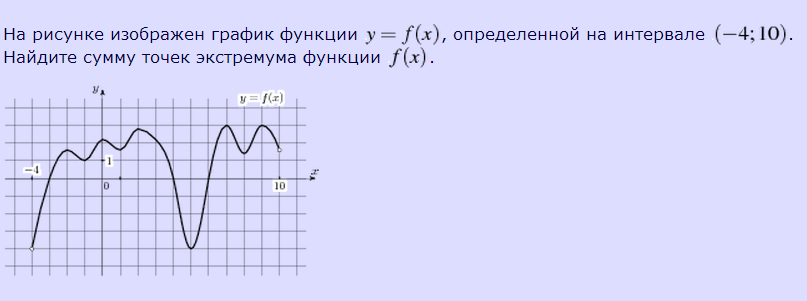 На рисунке изображен график функции y = f(x), определенной на интервале (−4; 10).
Найдите сумму точек экстремума функции f(x).
y
y = f(x)
1
−4
x
0
10